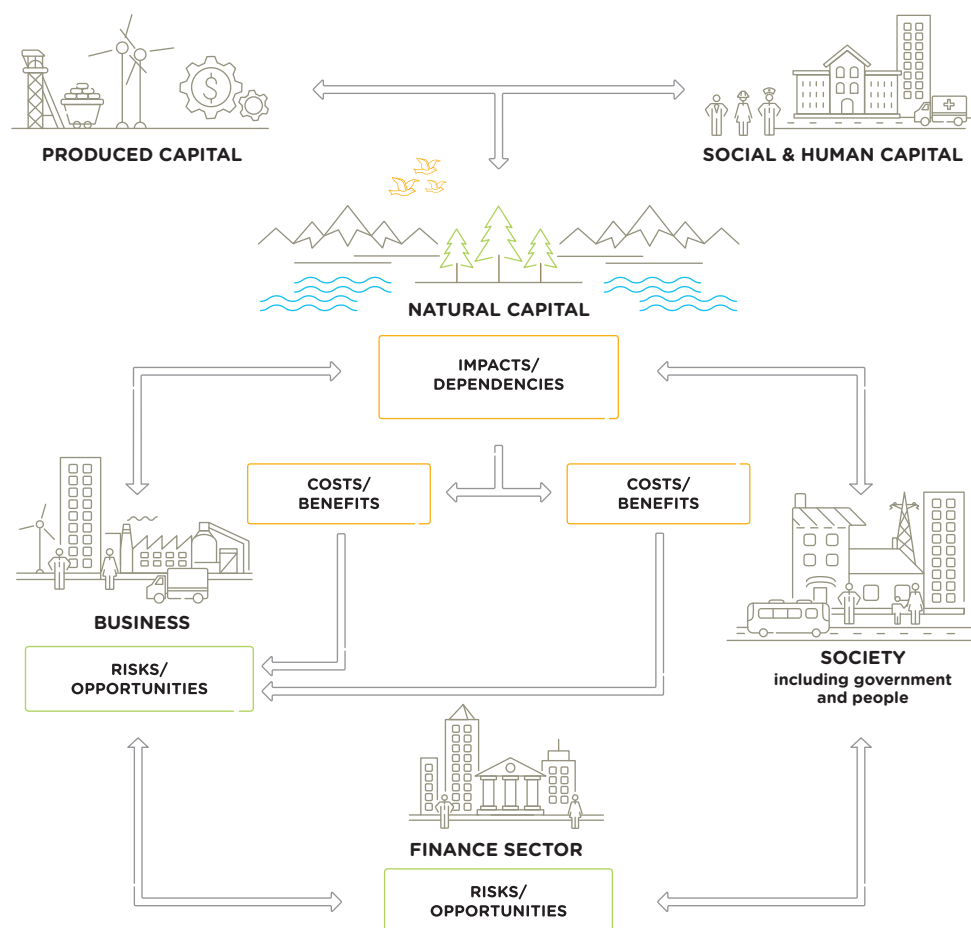 $
PRODUCED CAPITAL
SOCIAL & HUMAN CAPITAL
NATURAL CAPITAL
IMPACTS/
DEPENDENCIES
COSTS/
BENEFITS
COSTS/
BENEFITS
BUSINESS
RISKS/
OPPORTUNITIES
SOCIETY
including government
and people
FINANCE SECTOR
RISKS/
OPPORTUNITIES